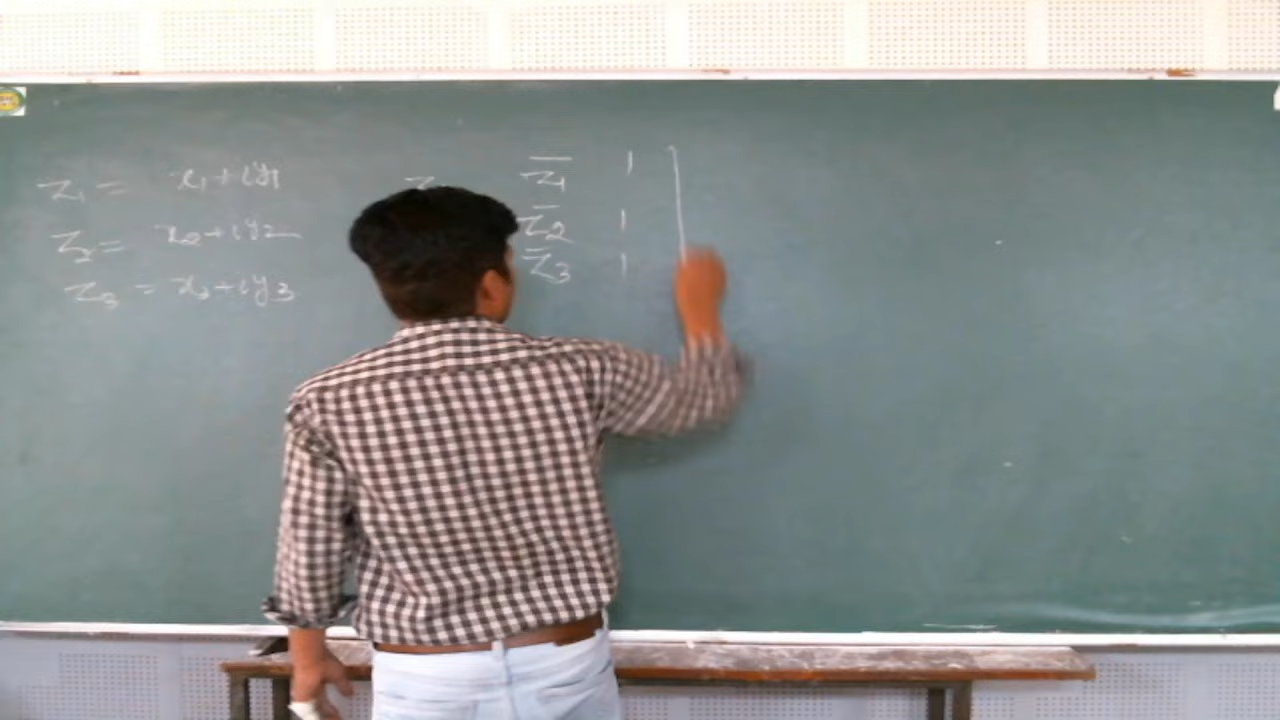 z₁ = x₁+iy₁ z z̄₁ 1
z₂ = x₂+iy₂ z̄₂ 1
z₃ = x₃+iy₃ z̄₃ 1